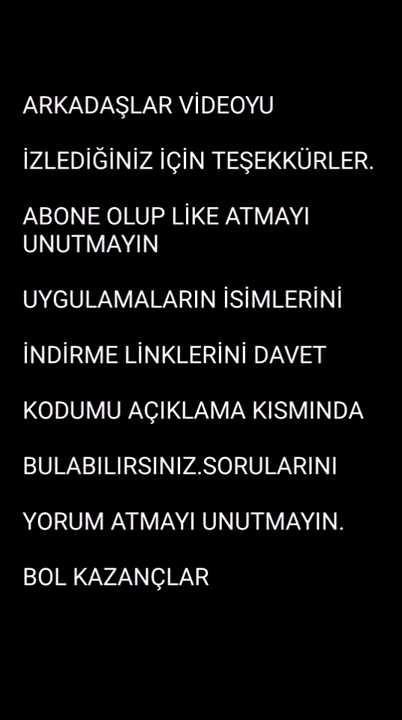 ARKADAŞLAR VİDEOYU
İZLEDİĞİNİZ İÇİN TEŞEKKÜRLER.
ABONE OLUP LİKE ATMAYI
UNUTMAYIN
UYGULAMALARIN İSİMLERİNİ
İNDİRME LİNKLERİNİ DAVET
KODUMU AÇIKLAMA KISMINDA
BULABILIRSINIZ.SORULARINI
YORUM ATMAYI UNUTMAYIN.
BOL KAZANÇLAR